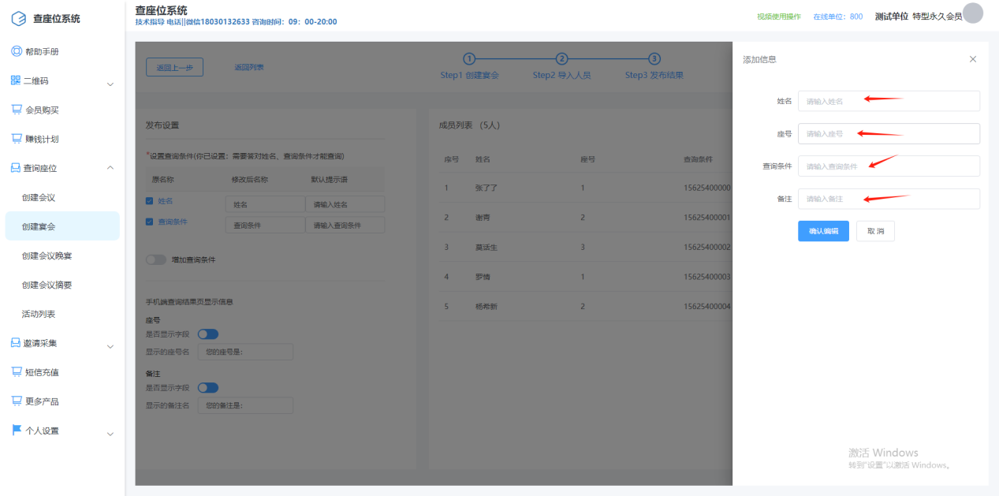 查座位系统
帮助手册
二维码
会员购买
赚钱计划
查询座位
创建会议
创建宴会
创建会议晚宴
创建会议摘要
活动列表
邀请采集
短信充值
更多产品
个人设置
查座位系统
技术指导 电话||微信18030132633 咨询时间：09：00-20:00
视频使用操作 在线单位：800 测试单位 特型永久会员
返回上一步 返回列表
1 2 3
Step1 创建宴会 Step2 导入人员 Step3 发布结果
发布设置
*设置查询条件(你已设置：需要答对姓名、查询条件才能查询)
原名称 修改后名称 默认提示语
姓名 姓名 请输入姓名
查询条件 查询条件 请输入查询条件
增加查询条件
手机端查询结果页显示信息
座号
是否显示字段
显示的座号名 您的座号是:
备注
是否显示字段
显示的备注名 您的备注是:
成员列表 （5人）
序号 姓名 座号 查询条件
1 张了了 1 15625400000
2 谢霄 2 15625400001
3 莫话生 3 15625400002
4 罗情 1 15625400003
5 杨希新 2 15625400004
添加信息
姓名 请输入姓名
座号 请输入座号
查询条件 请输入查询条件
备注 请输入备注
确认编辑 取 消
激活 Windows
转到"设置"以激活 Windows。